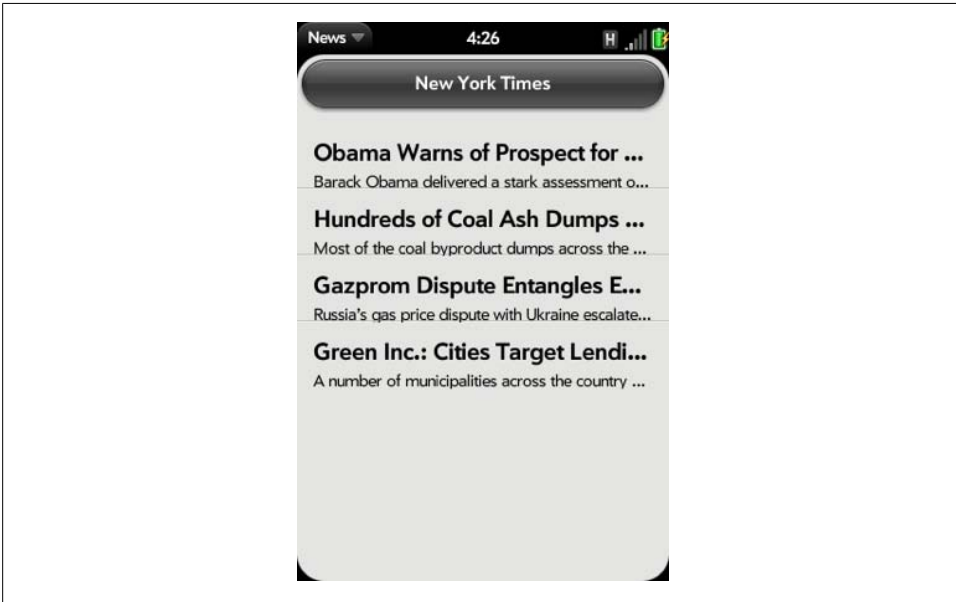 News
4:26
H
New York Times
Obama Warns of Prospect for ...
Barack Obama delivered a stark assessment o...
Hundreds of Coal Ash Dumps ...
Most of the coal byproduct dumps across the ...
Gazprom Dispute Entangles E...
Russia's gas price dispute with Ukraine escalate...
Green Inc.: Cities Target Lendi...
A number of municipalities across the country ...